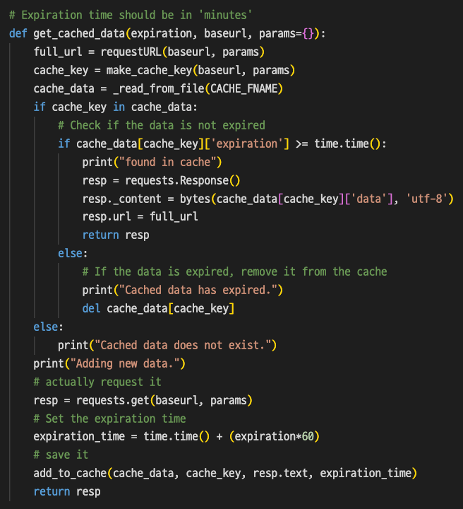 # Expiration time should be in 'minutes'
def get_cached_data(expiration, baseurl, params={}):
    full_url = requestURL(baseurl, params)
    cache_key = make_cache_key(baseurl, params)
    cache_data = _read_from_file(CACHE_FNAME)
    if cache_key in cache_data:
        # Check if the data is not expired
        if cache_data[cache_key]['expiration'] >= time.time():
            print("found in cache")
            resp = requests.Response()
            resp._content = bytes(cache_data[cache_key]['data'], 'utf-8')
            resp.url = full_url
            return resp
        else:
            # If the data is expired, remove it from the cache
            print("Cached data has expired.")
            del cache_data[cache_key]
    else:
        print("Cached data does not exist.")
    print("Adding new data.")
    # actually request it
    resp = requests.get(baseurl, params)
    # Set the expiration time
    expiration_time = time.time() + (expiration*60)
    # save it
    add_to_cache(cache_data, cache_key, resp.text, expiration_time)
    return resp